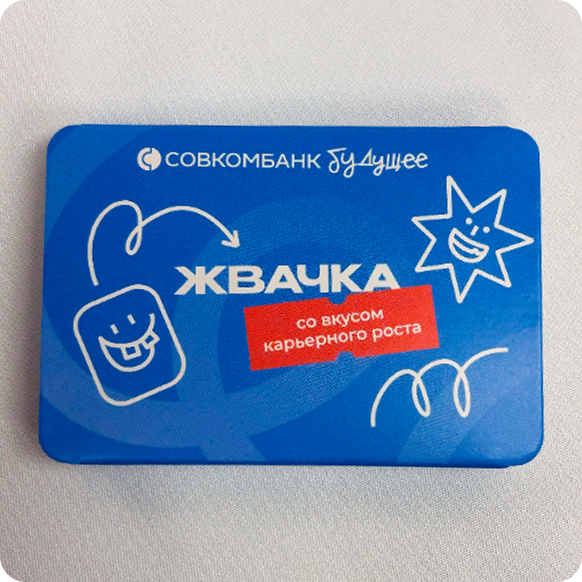 СОВКОМБАНК будущее
ЖВАЧКА
со вкусом
карьерного роста